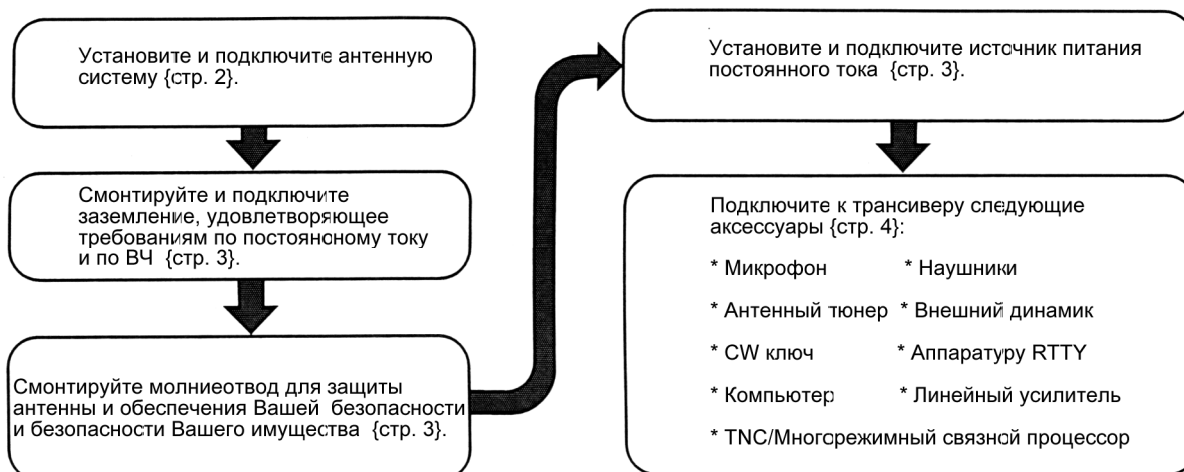 Установите и подключите антенную
систему {стр. 2}.
Смонтируйте и подключите
заземление, удовлетворяющее
требованиям по постояносному току
и по ВЧ {стр. 3}.
Смонтируйте молниеотвод для защиты
антенны и обеспечения Вашей безопасности
и безопасности Вашего имущества {стр. 3}.
Установите и подключите источник питания
постоянного тока {стр. 3}.
Подключите к трансиверу следующие
аксессуары {стр. 4}:
* Микрофон * Наушники
* Антенный тюнер * Внешний динамик
* CW ключ * Аппаратуру RTTY
* Компьютер * Линейный усилитель
* TNC/Многорежимный связной процессор